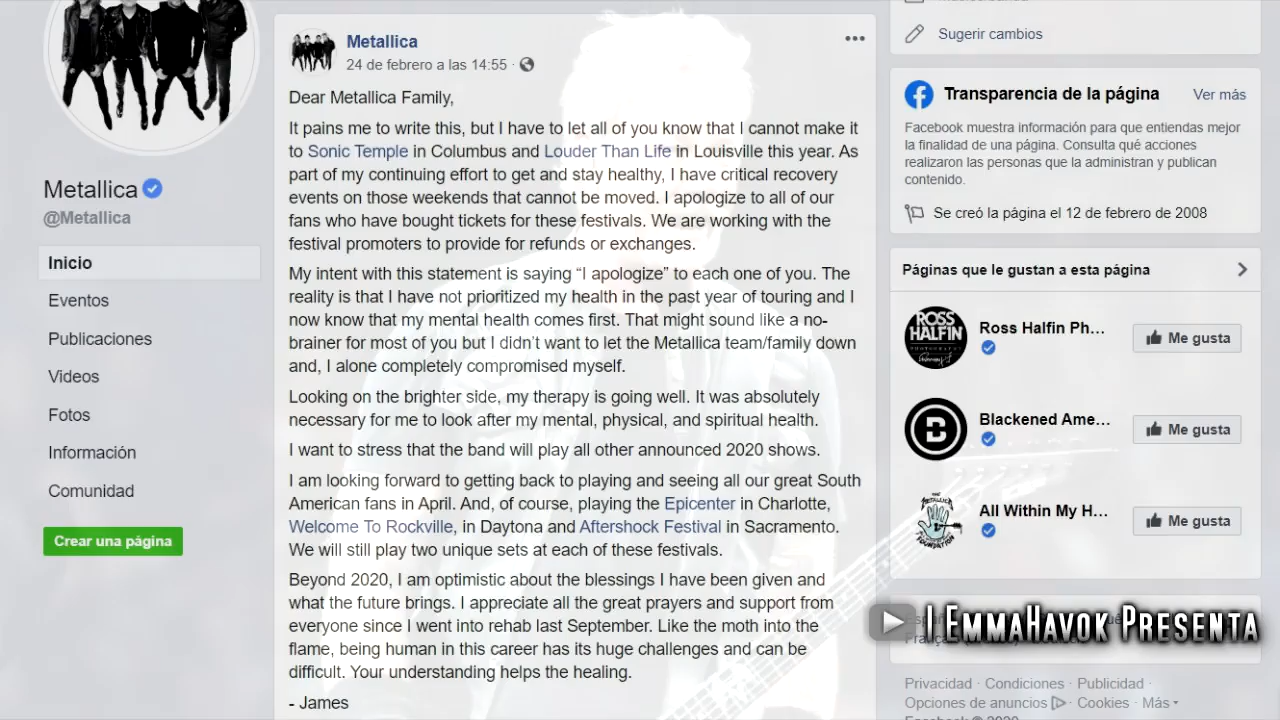 Metallica
@Metallica
Inicio
Eventos
Publicaciones
Videos
Fotos
Información
Comunidad
Crear una página
Metallica
24 de febrero a las 14:55 ·
Dear Metallica Family,
It pains me to write this, but I have to let all of you know that I cannot make it
to Sonic Temple in Columbus and Louder Than Life in Louisville this year. As
part of my continuing effort to get and stay healthy, I have critical recovery
events on those weekends that cannot be moved. I apologize to all of our
fans who have bought tickets for these festivals. We are working with the
festival promoters to provide for refunds or exchanges.
My intent with this statement is saying “I apologize” to each one of you. The
reality is that I have not prioritized my health in the past year of touring and I
now know that my mental health comes first. That might sound like a no-
brainer for most of you but I didn’t want to let the Metallica team/family down
and, I alone completely compromised myself.
Looking on the brighter side, my therapy is going well. It was absolutely
necessary for me to look after my mental, physical, and spiritual health.
I want to stress that the band will play all other announced 2020 shows.
I am looking forward to getting back to playing and seeing all our great South
American fans in April. And, of course, playing the Epicenter in Charlotte,
Welcome To Rockville, in Daytona and Aftershock Festival in Sacramento.
We will still play two unique sets at each of these festivals.
Beyond 2020, I am optimistic about the blessings I have been given and
what the future brings. I appreciate all the great prayers and support from
everyone since I went into rehab last September. Like the moth into the
flame, being human in this career has its huge challenges and can be
difficult. Your understanding helps the healing.
- James
Sugerir cambios
Transparencia de la página Ver más
Facebook muestra información para que entiendas mejor
la finalidad de una página. Consulta qué acciones
realizaron las personas que la administran y publican
contenido.
Se creó la página el 12 de febrero de 2008
Páginas que le gustan a esta página
ROSS
HALFIN
Ross Halfin Ph...
Me gusta
Blackened Ame...
Me gusta
All Within My H...
Me gusta
I EmmaHavok Presenta
Privacidad · Condiciones · Publicidad ·
Opciones de anuncios · Cookies · Más